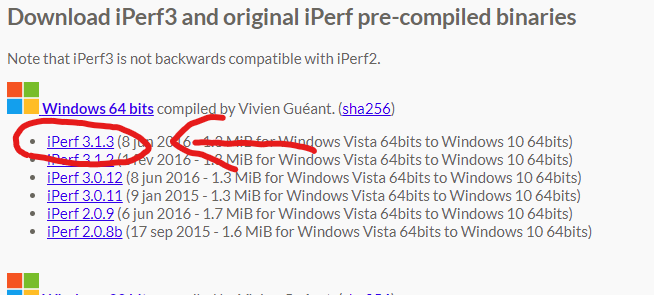 Download iPerf3 and original iPerf pre-compiled binaries
Note that iPerf3 is not backwards compatible with iPerf2.
Windows 64 bits compiled by Vivien Guéant. (sha256)
iPerf 3.1.3 (8 jun 2016 - 1.3 MiB for Windows Vista 64bits to Windows 10 64bits)
iPerf 3.1.2 (1 fev 2016 - 1.3 MiB for Windows Vista 64bits to Windows 10 64bits)
iPerf 3.0.12 (8 jun 2016 - 1.3 MiB for Windows Vista 64bits to Windows 10 64bits)
iPerf 3.0.11 (9 jan 2015 - 1.3 MiB for Windows Vista 64bits to Windows 10 64bits)
iPerf 2.0.9 (6 jun 2016 - 1.7 MiB for Windows Vista 64bits to Windows 10 64bits)
iPerf 2.0.8b (17 sep 2015 - 1.6 MiB for Windows Vista 64bits to Windows 10 64bits)